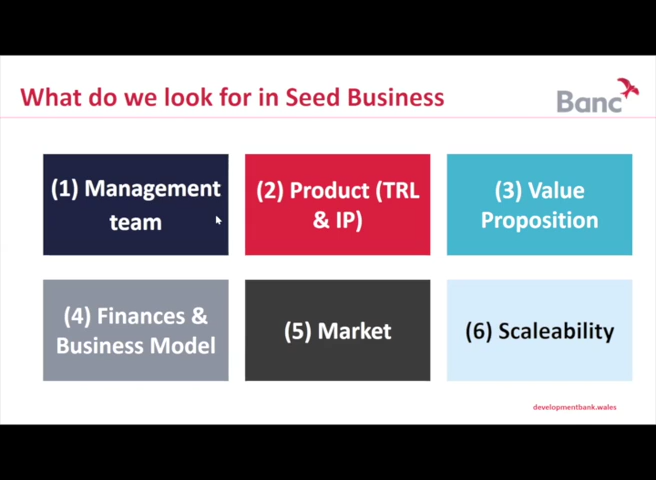 What do we look for in Seed Business
Banc
(1) Management
team
(2) Product (TRL
& IP)
(3) Value
Proposition
(4) Finances &
Business Model
(5) Market
(6) Scaleability
developmentbank.wales